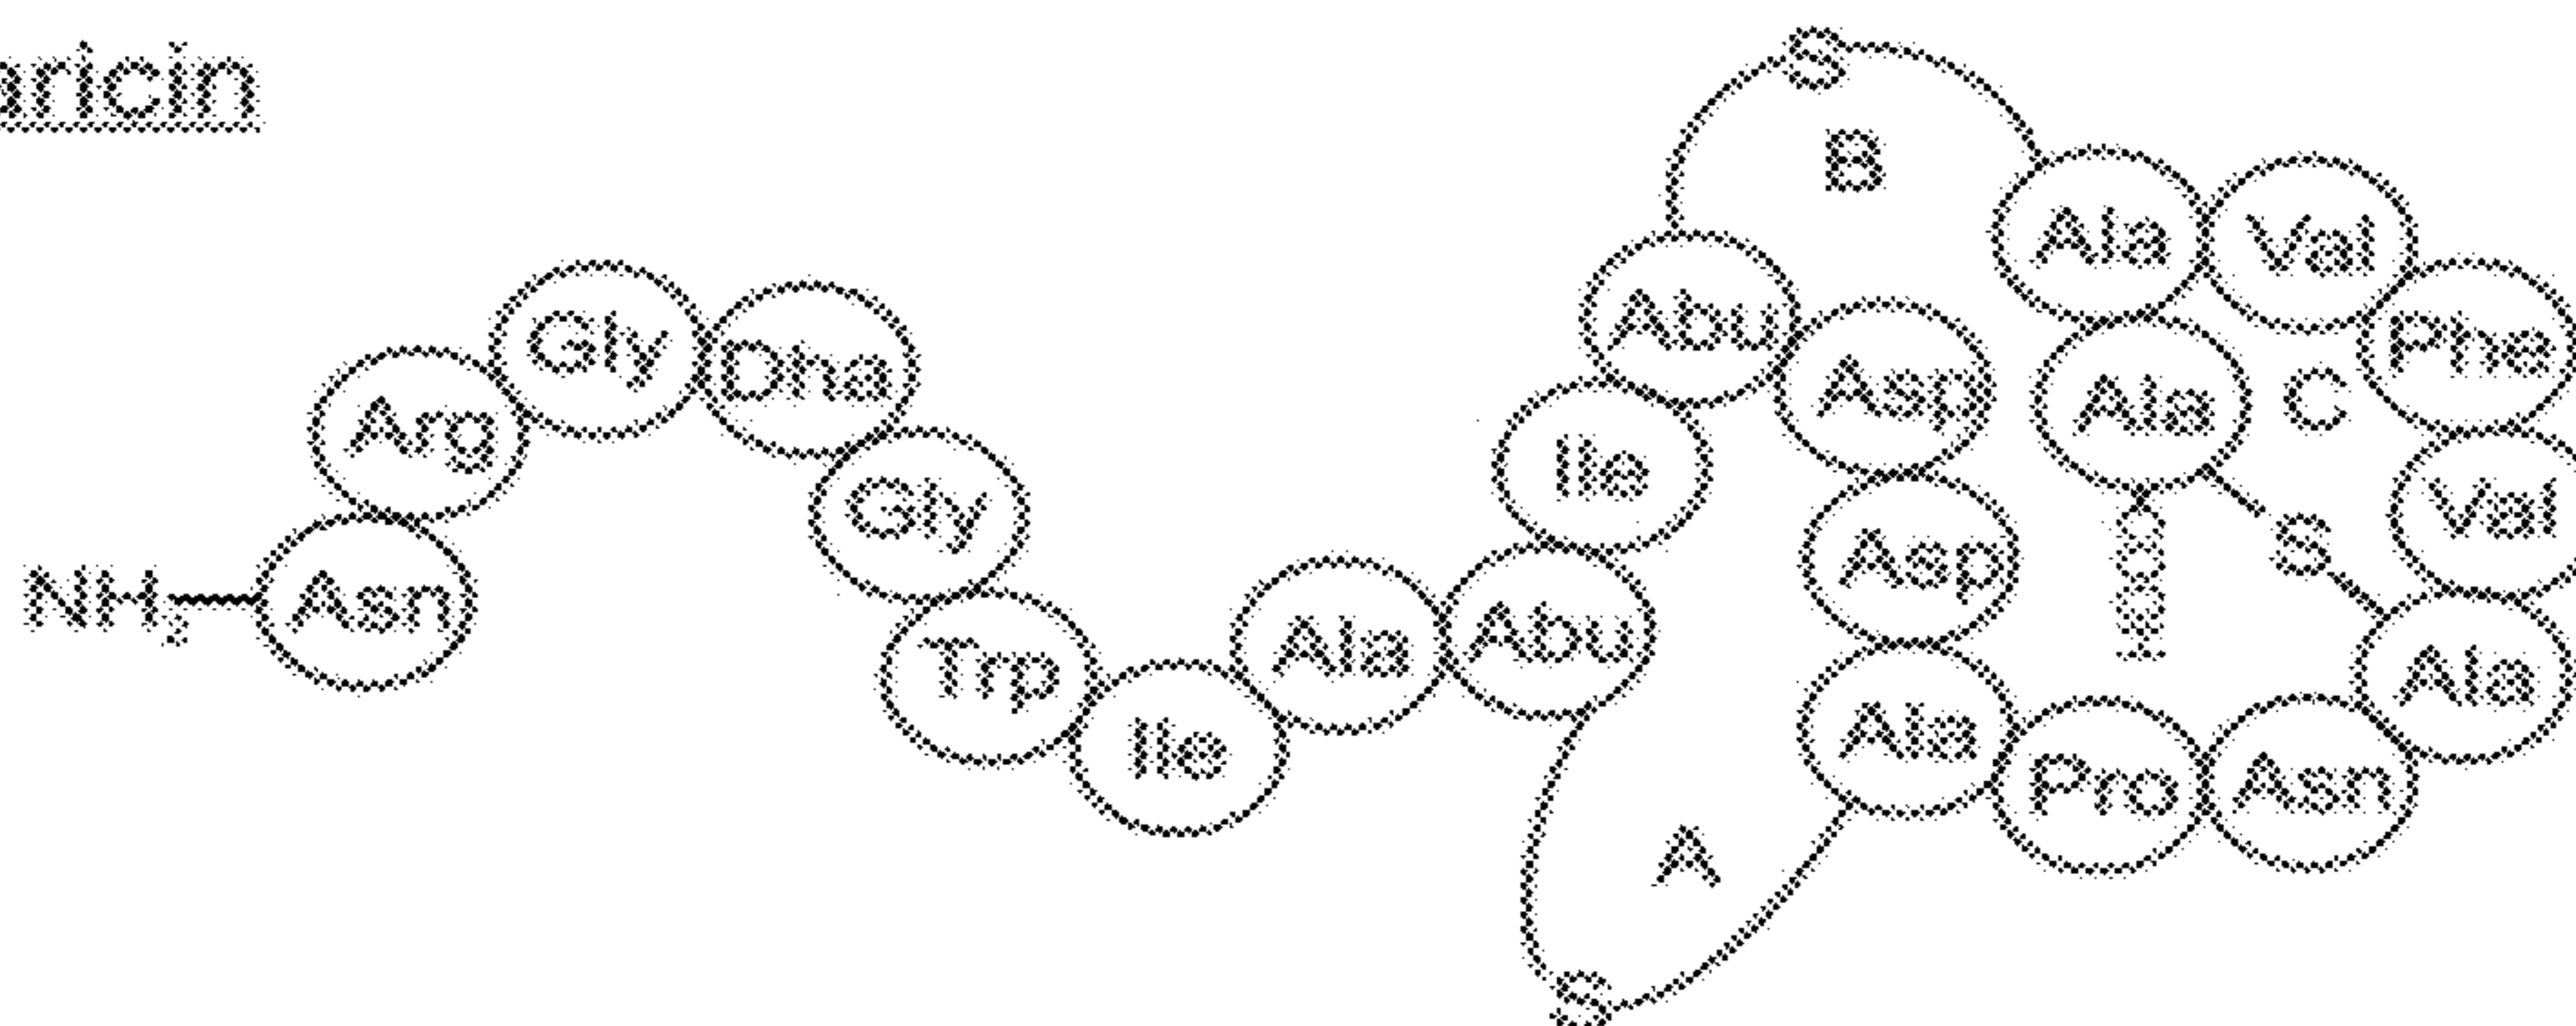 aricin
NH₂ Asn Arg Gly Dha Gly Trp Ile Ala Abu Ile Abu Asp Asp Ala Pro Asn Ala Val Phe Val Ala Ala COOH
S
B
C
S
A
S